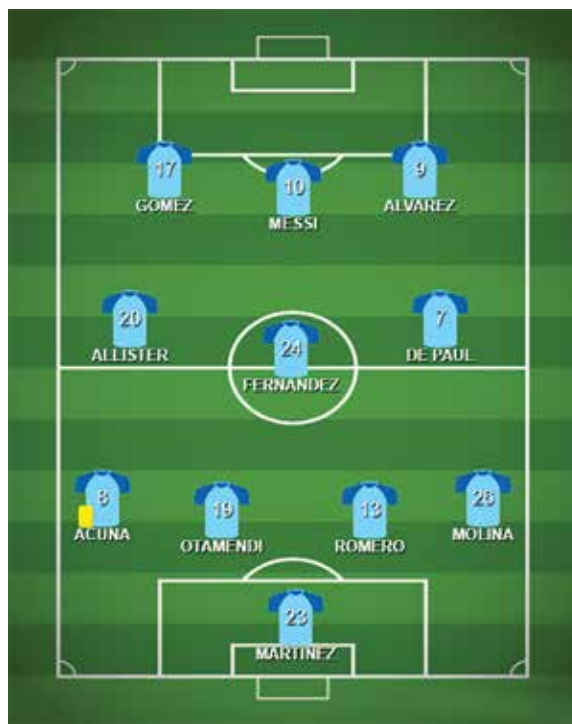 17
GOMEZ
10
MESSI
9
ALVAREZ
20
ALLISTER
24
FERNANDEZ
7
DE PAUL
8
ACUNA
19
OTAMENDI
13
ROMERO
26
MOLINA
23
MARTINEZ